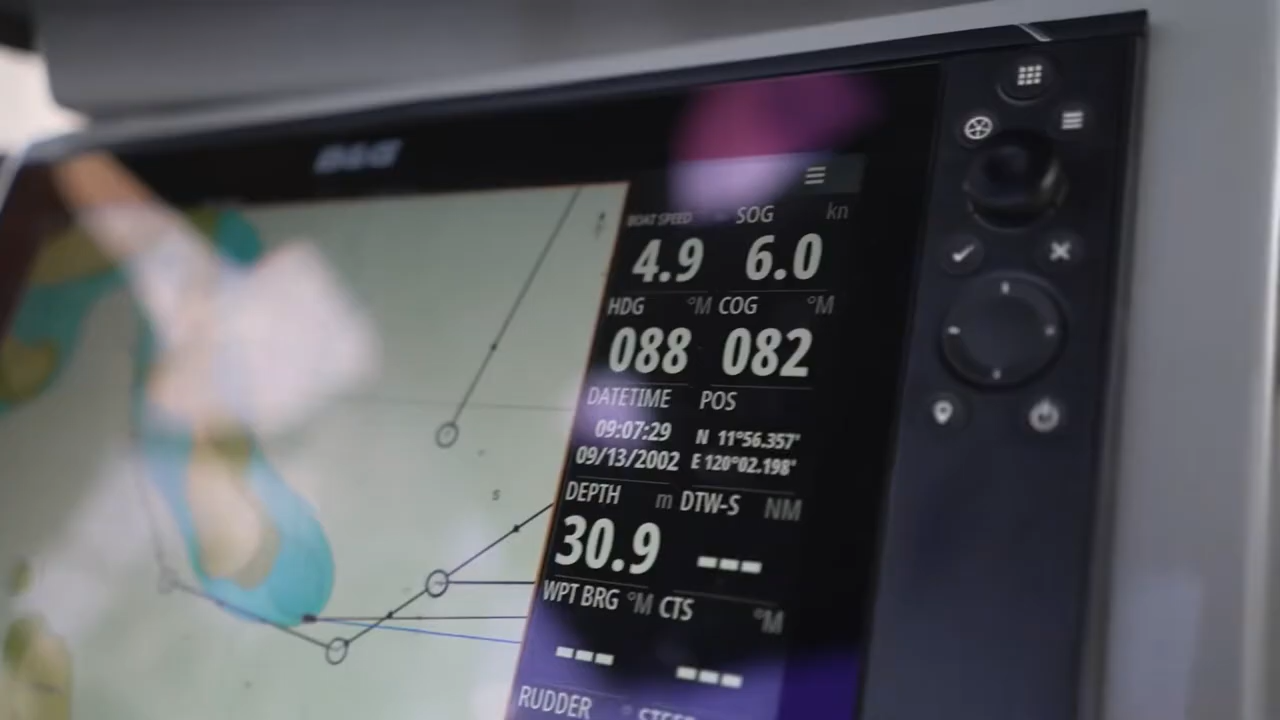 B&G
BOAT SPEED SOG kn
4.9 6.0
HDG °M COG °M
088 082
DATETIME POS
09:07:29 N 11°56.357'
09/13/2002 E 120°02.198'
DEPTH m DTW-S NM
30.9 ---
WPT BRG °M CTS °M
--- ---
RUDDER °
S